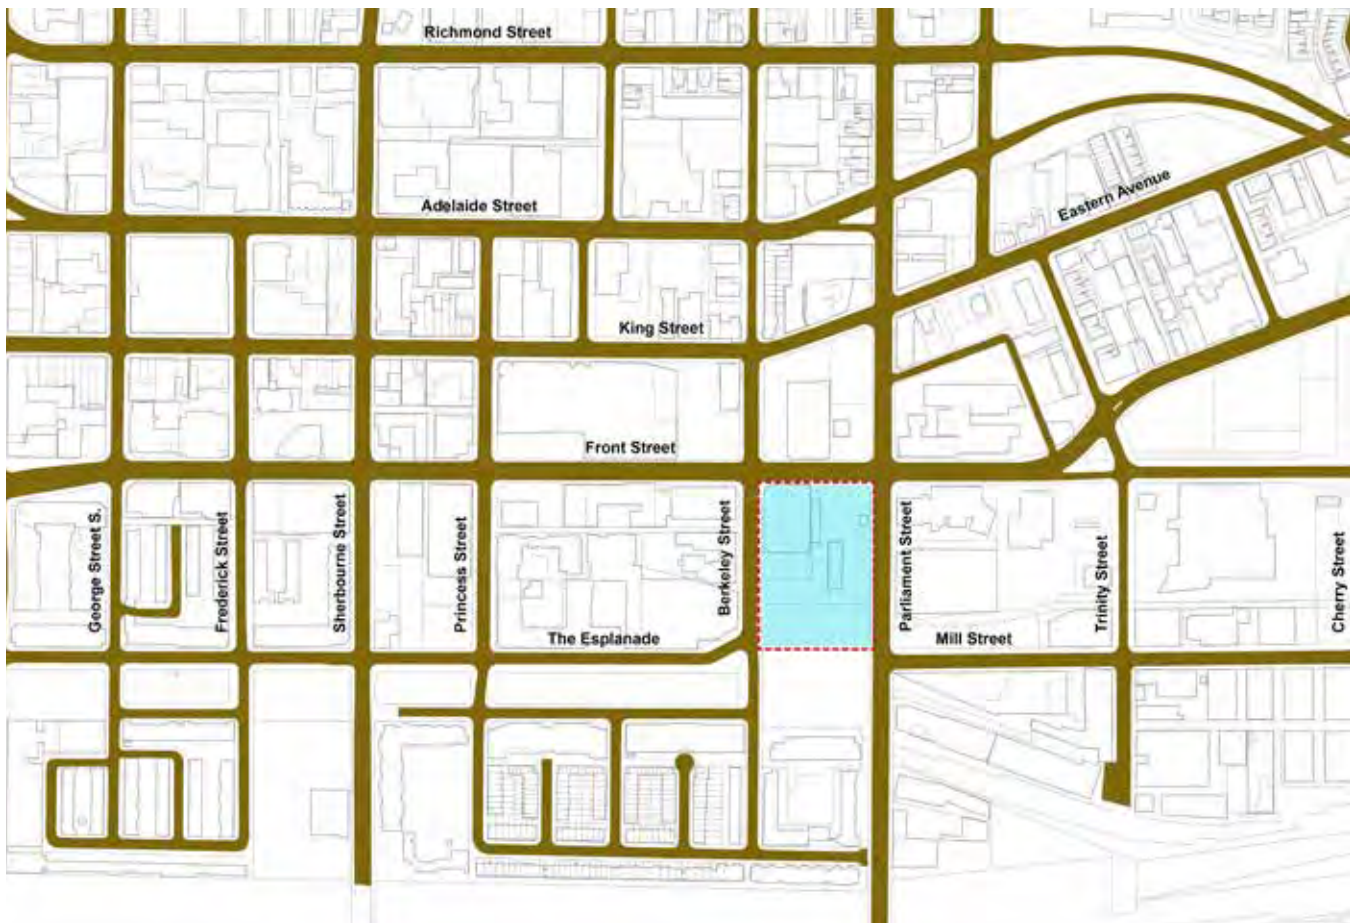 Richmond Street
Adelaide Street
Eastern Avenue
King Street
Front Street
George Street S.
Frederick Street
Sherbourne Street
Princess Street
Berkeley Street
Parliament Street
Trinity Street
Cherry Street
The Esplanade
Mill Street